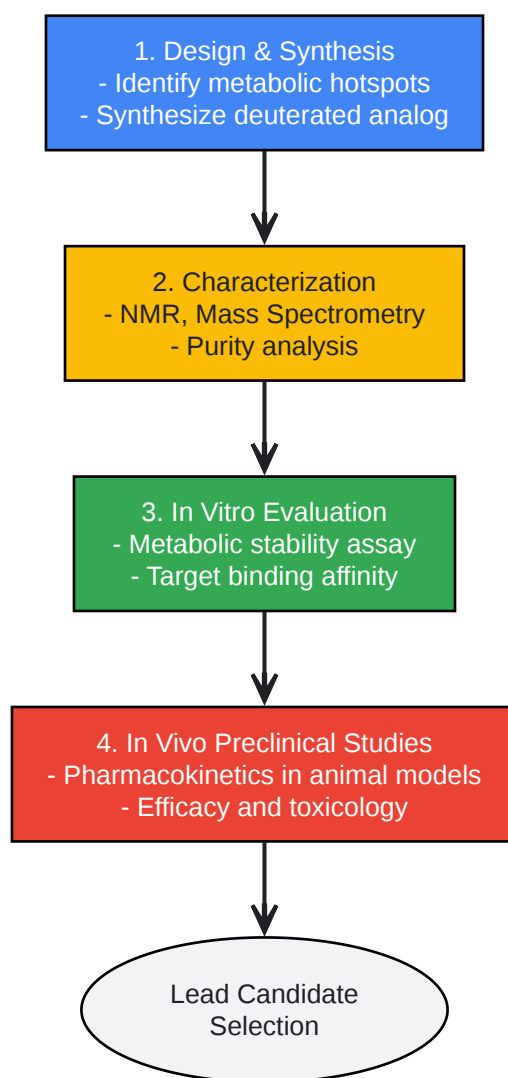 1. Design & Synthesis
- Identify metabolic hotspots
- Synthesize deuterated analog
2. Characterization
- NMR, Mass Spectrometry
- Purity analysis
3. In Vitro Evaluation
- Metabolic stability assay
- Target binding affinity
4. In Vivo Preclinical Studies
- Pharmacokinetics in animal models
- Efficacy and toxicology
Lead Candidate
Selection